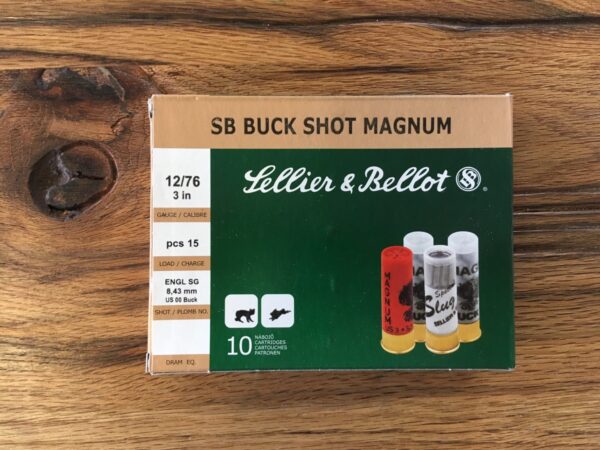 SB BUCK SHOT MAGNUM
12/76
3 in
GAUGE / CALIBRE
pcs 15
LOAD / CHARGE
ENGL SG
8,43 mm
US 00 Buck
SHOT / PLOMB NO.
DRAM EQ.
Sellier & Bellot
10
NÁBOJŮ
CARTRIDGES
CARTOUCHES
PATRONEN
MAGNUM
Slug
BUCK